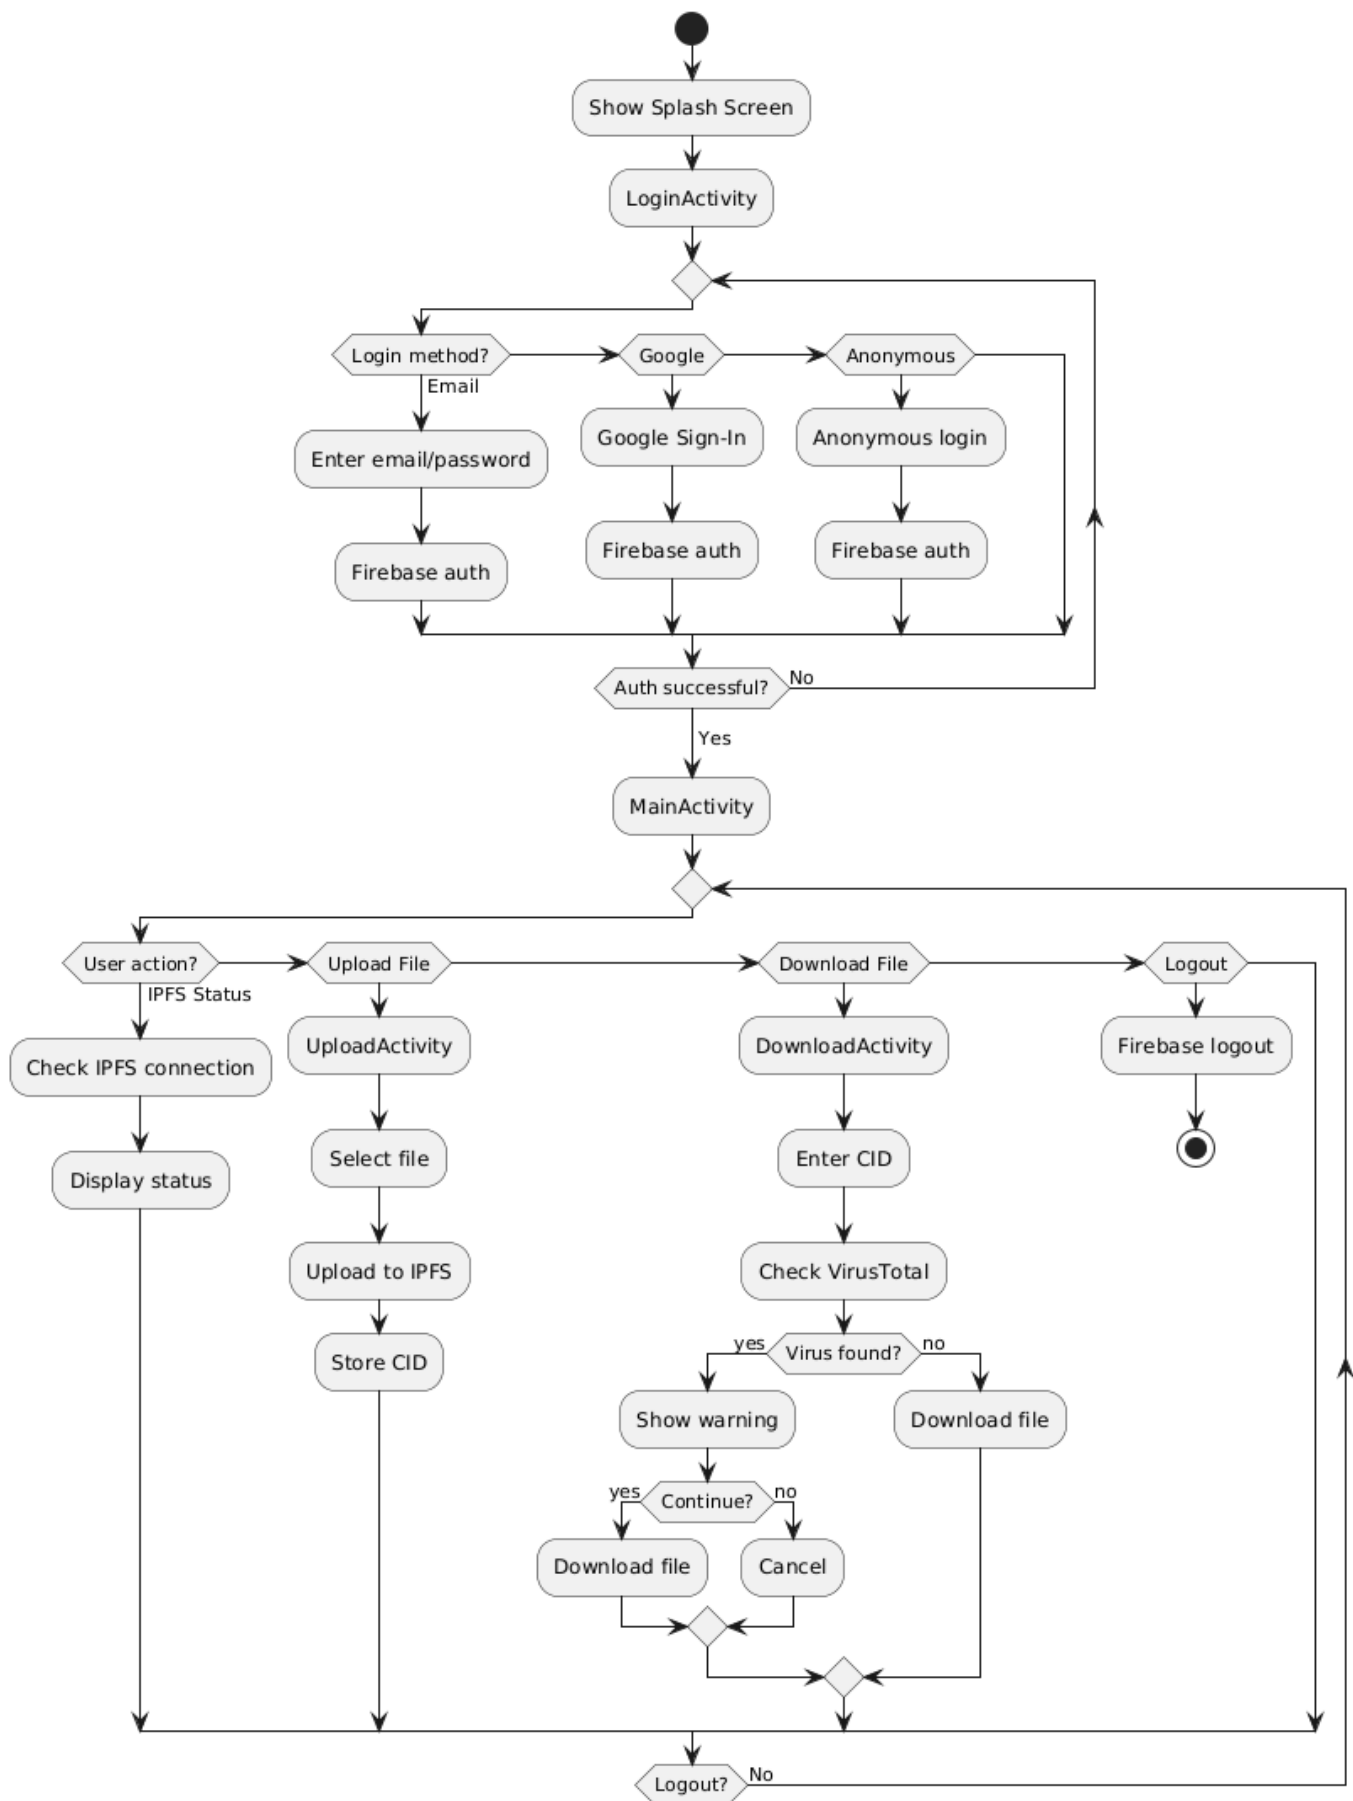 Show Splash Screen
LoginActivity
Login method?
Google
Anonymous
Email
Enter email/password
Google Sign-In
Anonymous login
Firebase auth
Firebase auth
Firebase auth
Auth successful?
No
Yes
MainActivity
User action?
Upload File
Download File
Logout
IPFS Status
Check IPFS connection
UploadActivity
DownloadActivity
Firebase logout
Display status
Select file
Enter CID
Upload to IPFS
Check VirusTotal
Store CID
yes
Virus found?
no
Show warning
Download file
yes
Continue?
no
Download file
Cancel
Logout?
No